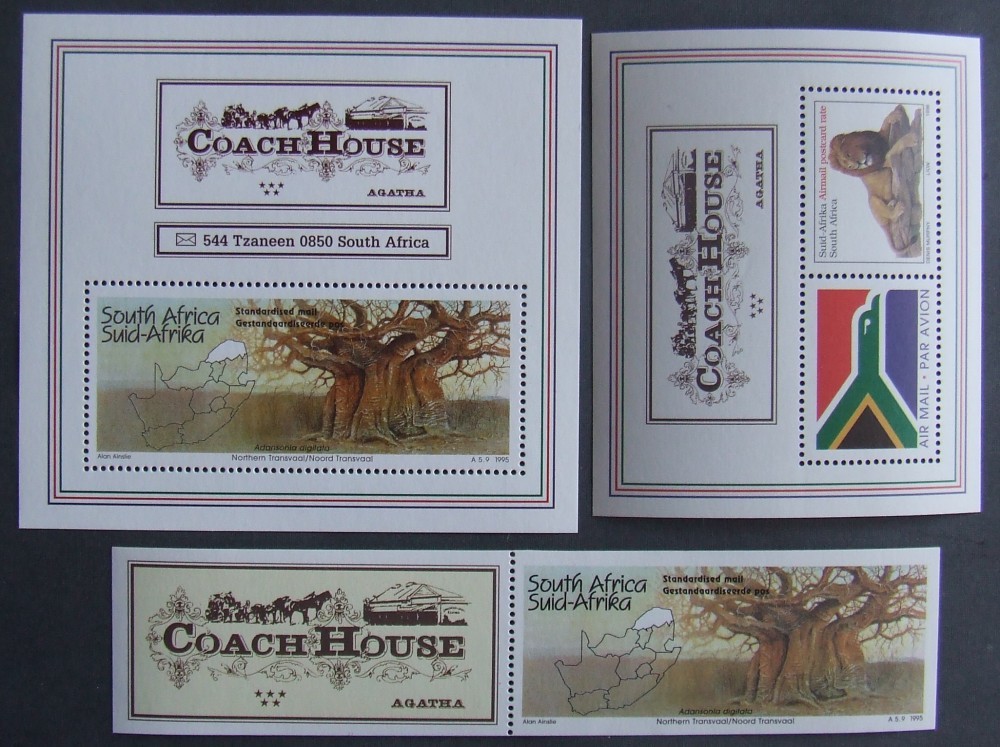 COACH HOUSE
AGATHA
544 Tzaneen 0850 South Africa
South Africa
Suid-Afrika
Standardised mail
Gestandaardiseerde pos
Adansonia digitata
Alan Ainslie
Northern Transvaal/Noord Transvaal
A 5.9 1995
COACH HOUSE
AGATHA
Suid-Afrika Airmail postcard rate
South Africa
DENIS MURPHY
1998
AIR MAIL • PAR AVION
COACH HOUSE
AGATHA
South Africa
Suid-Afrika
Standardised mail
Gestandaardiseerde pos
Adansonia digitata
Alan Ainslie
Northern Transvaal/Noord Transvaal
A 5.9 1995